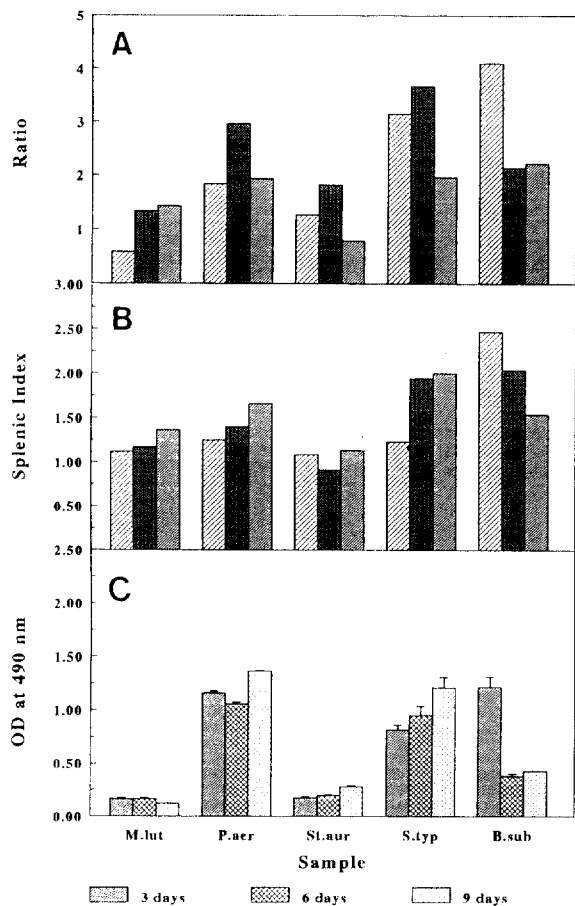 5
A
4
3
Ratio
2
1
3.00
B
2.50
2.00
Splenic Index
1.50
1.00
0.50
2.50
C
2.00
OD at 490 nm
1.50
1.00
0.50
0.00
M.lut P.aer St.aur S.typ B.sub
Sample
3 days 6 days 9 days